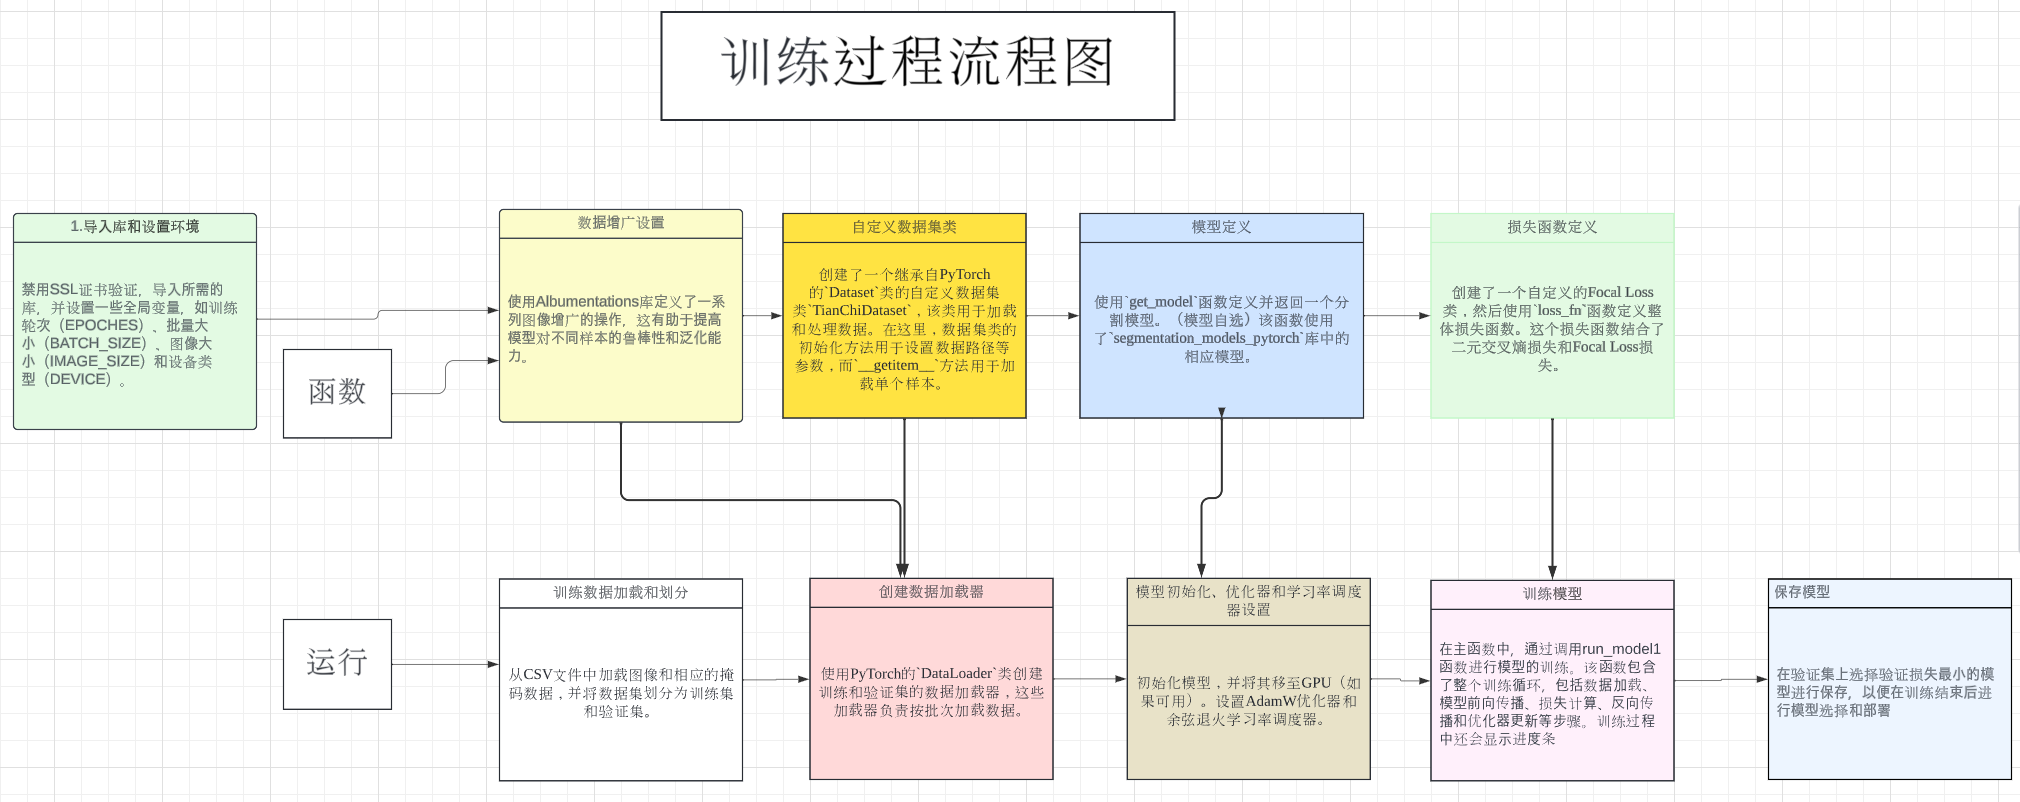 训练过程流程图
1.导入库和设置环境
禁用SSL证书验证，导入所需的
库，并设置一些全局变量，如训练
轮次（EPOCHES）、批量大
小（BATCH_SIZE）、图像大
小（IMAGE_SIZE）和设备类
型（DEVICE）。
函数
数据增广设置
使用Albumentations库定义了一系
列图像增广的操作，这有助于提高
模型对不同样本的鲁棒性和泛化能
力。
自定义数据集类
创建了一个继承自PyTorch
的`Dataset`类的自定义数据集
类`TianChiDataset`，该类用于加载
和处理数据。在这里，数据集类的
初始化方法用于设置数据路径等
参数，而`__getitem__`方法用于加
载单个样本。
模型定义
使用`get_model`函数定义并返回一个分
割模型。（模型自选）该函数使用
了`segmentation_models_pytorch`库中的
相应模型。
损失函数定义
创建了一个自定义的Focal Loss
类，然后使用`loss_fn`函数定义整
体损失函数。这个损失函数结合了
二元交叉熵损失和Focal Loss损
失。
运行
训练数据加载和划分
从CSV文件中加载图像和相应的掩
码数据，并将数据集划分为训练集
和验证集。
创建数据加载器
使用PyTorch的`DataLoader`类创建
训练和验证集的数据加载器，这些
加载器负责按批次加载数据。
模型初始化、优化器和学习率调度
器设置
初始化模型，并将其移至GPU（如
果可用）。设置AdamW优化器和
余弦退火学习率调度器。
训练模型
在主函数中，通过调用run_model1
函数进行模型的训练。该函数包含
了整个训练循环，包括数据加载、
模型前向传播、损失计算、反向传
播和优化器更新等步骤。训练过程
中还会显示进度条
保存模型
在验证集上选择验证损失最小的模
型进行保存，以便在训练结束后进
行模型选择和部署